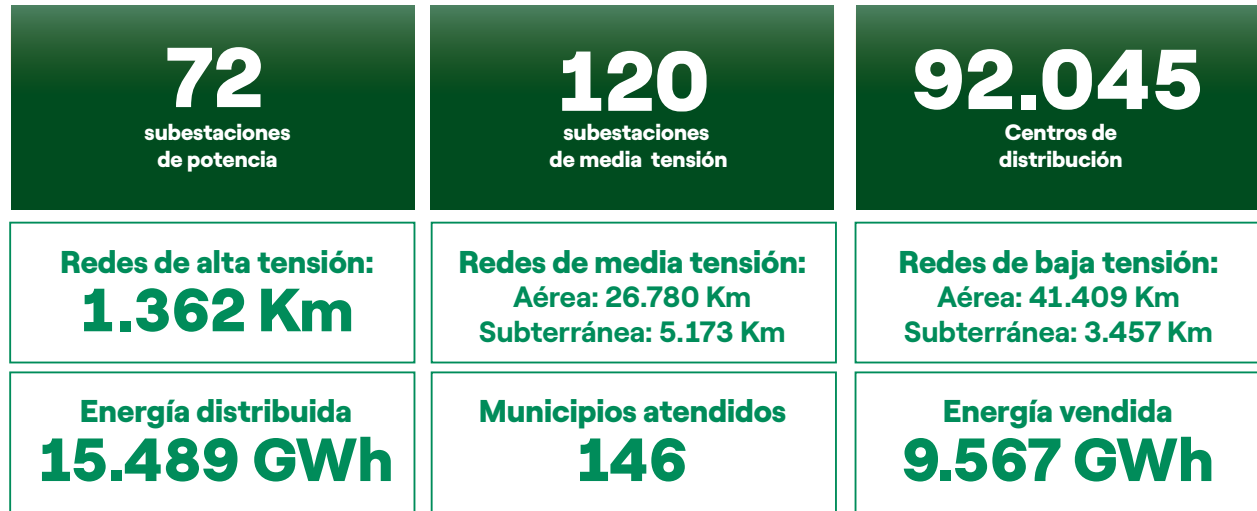 72
subestaciones
de potencia
120
subestaciones
de media tensión
92.045
Centros de
distribución
Redes de alta tensión:
1.362 Km
Redes de media tensión:
Aérea: 26.780 Km
Subterránea: 5.173 Km
Redes de baja tensión:
Aérea: 41.409 Km
Subterránea: 3.457 Km
Energía distribuida
15.489 GWh
Municipios atendidos
146
Energía vendida
9.567 GWh